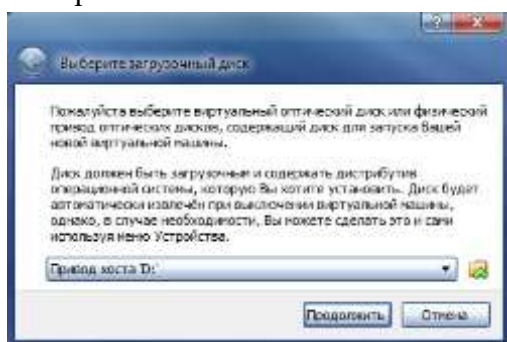 Выберите загрузочный диск
Пожалуйста выберите виртуальный оптический диск или физический
привод оптических дисков, содержащий диск для запуска Вашей
новой виртуальной машины.
Диск должен быть загрузочным и содержать дистрибутив
операционной системы, которую Вы хотите установить. Диск будет
автоматически извлечён при выключении виртуальной машины,
однако, в случае необходимости, Вы можете сделать это и сами
используя меню Устройства.
Привод хоста 'D:'
Продолжить
Отмена